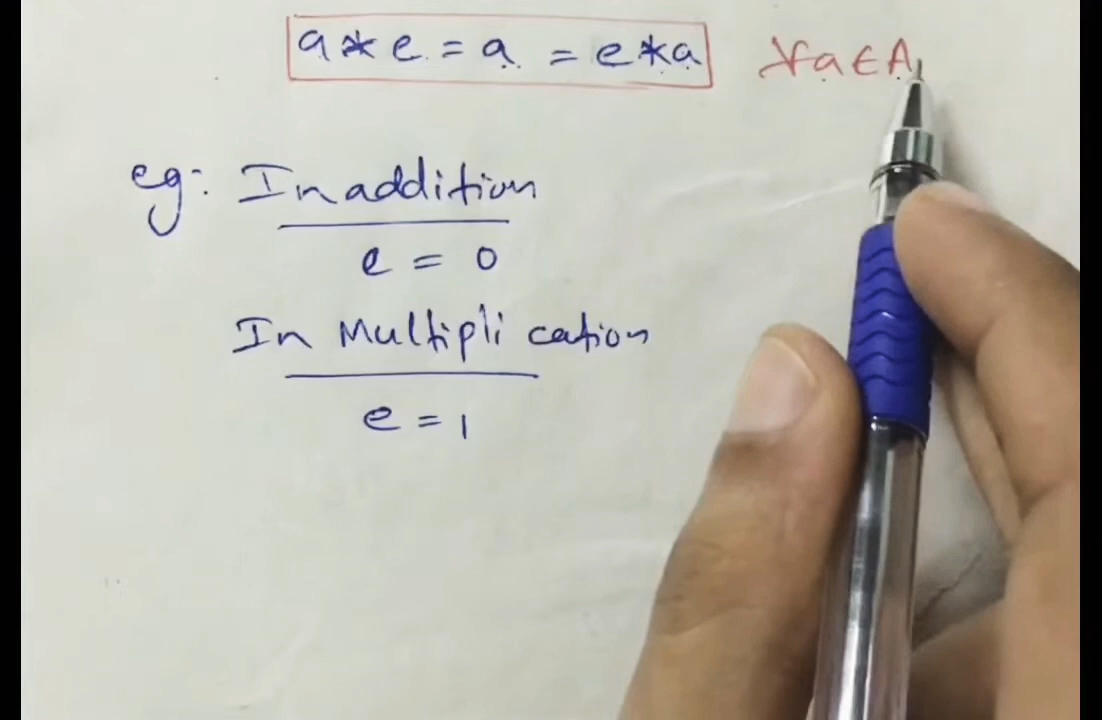 a * e = a = e * a ∀a∈A
eg: In addition
e = 0
In Multiplication
e = 1